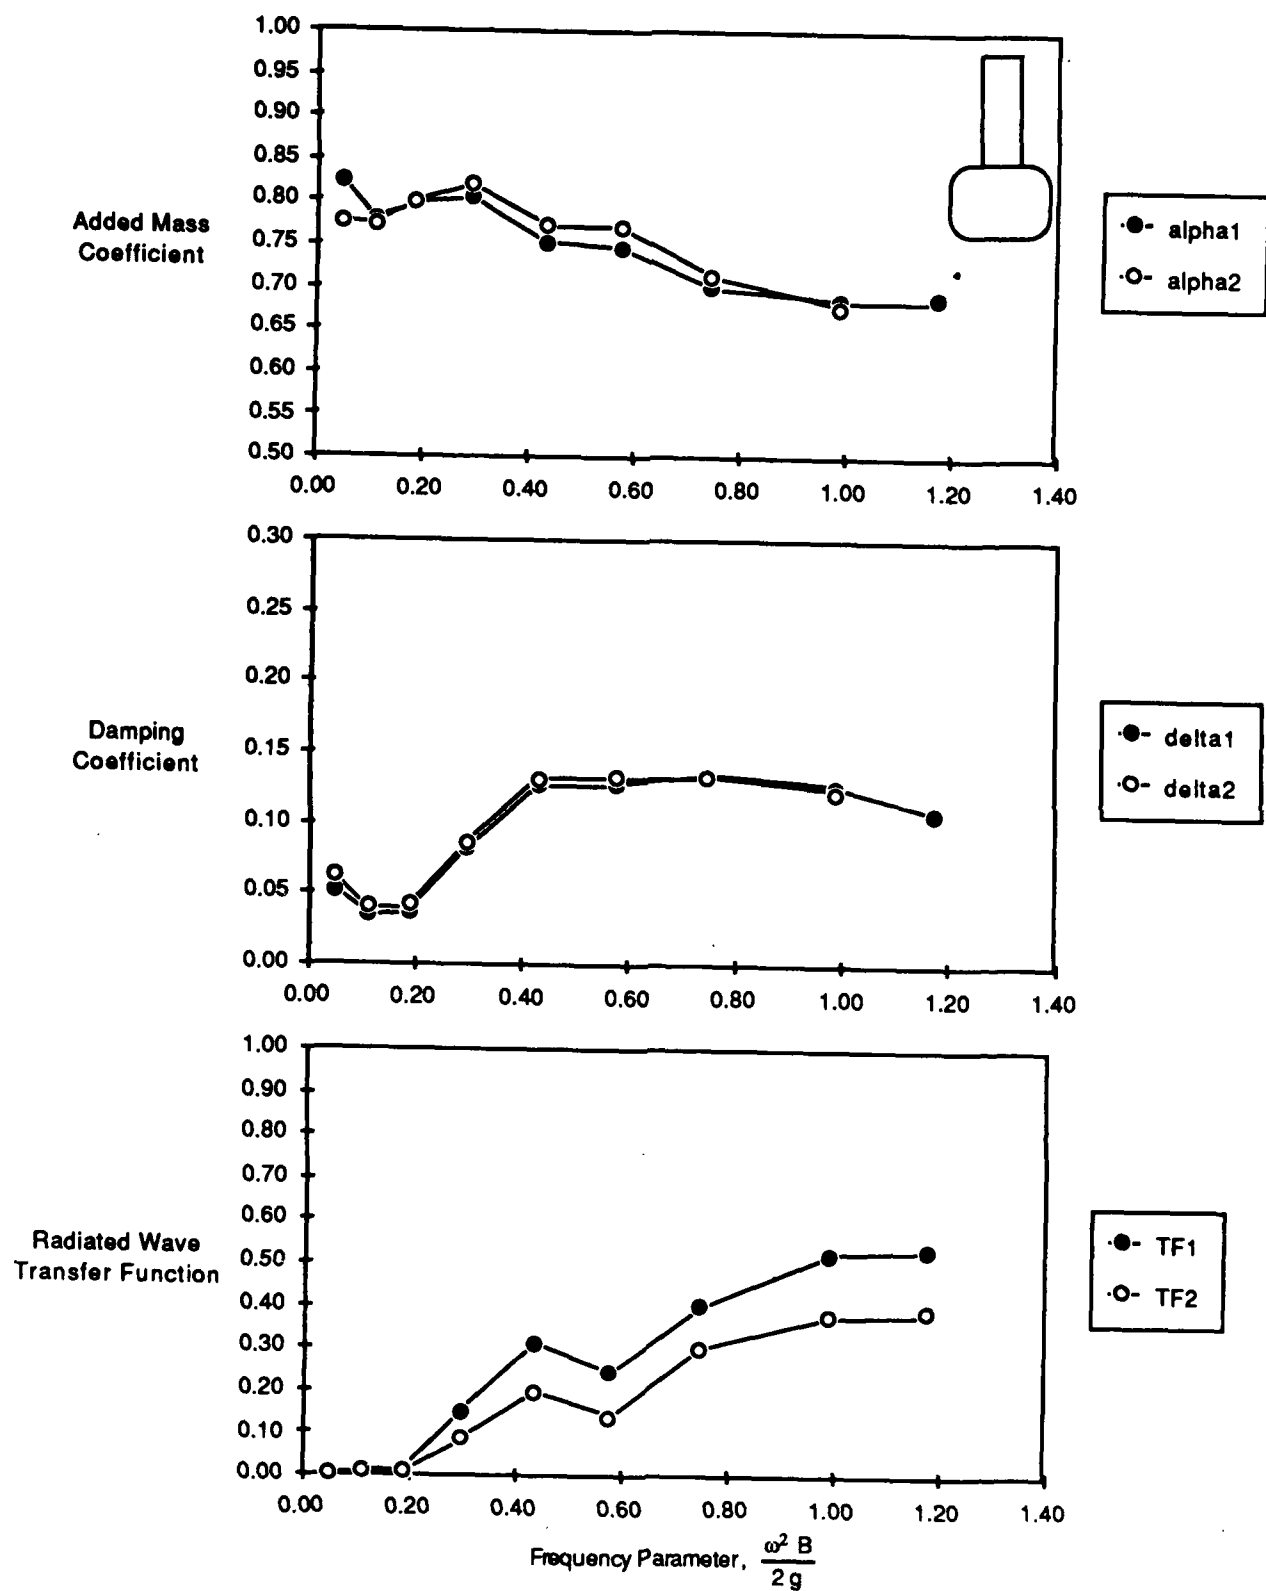 1.00
0.95
0.90
0.85
0.80
0.75
0.70
0.65
0.60
0.55
0.50
Added Mass
Coefficient
0.00 0.20 0.40 0.60 0.80 1.00 1.20 1.40
alpha1
alpha2
0.30
0.25
0.20
0.15
0.10
0.05
0.00
Damping
Coefficient
0.00 0.20 0.40 0.60 0.80 1.00 1.20 1.40
delta1
delta2
1.00
0.90
0.80
0.70
0.60
0.50
0.40
0.30
0.20
0.10
0.00
Radiated Wave
Transfer Function
0.00 0.20 0.40 0.60 0.80 1.00 1.20 1.40
TF1
TF2
Frequency Parameter, ω² B
2 g